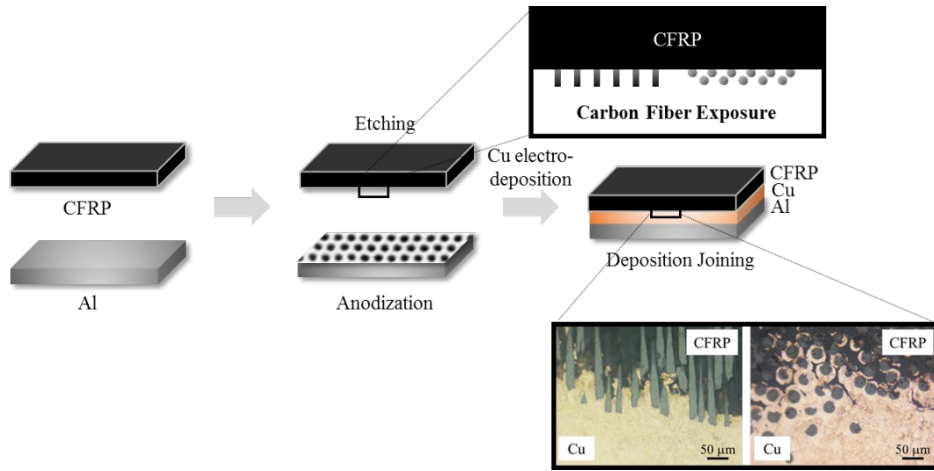 CFRP
Carbon Fiber Exposure
Etching
Cu electro-
deposition
CFRP
Al
Anodization
CFRP
Cu
Al
Deposition Joining
CFRP
Cu
50 μm
CFRP
Cu
50 μm